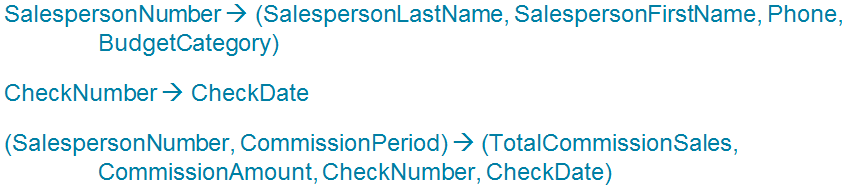 SalespersonNumber → (SalespersonLastName, SalespersonFirstName, Phone,
BudgetCategory)
CheckNumber → CheckDate
(SalespersonNumber, CommissionPeriod) → (TotalCommissionSales,
CommissionAmount, CheckNumber, CheckDate)